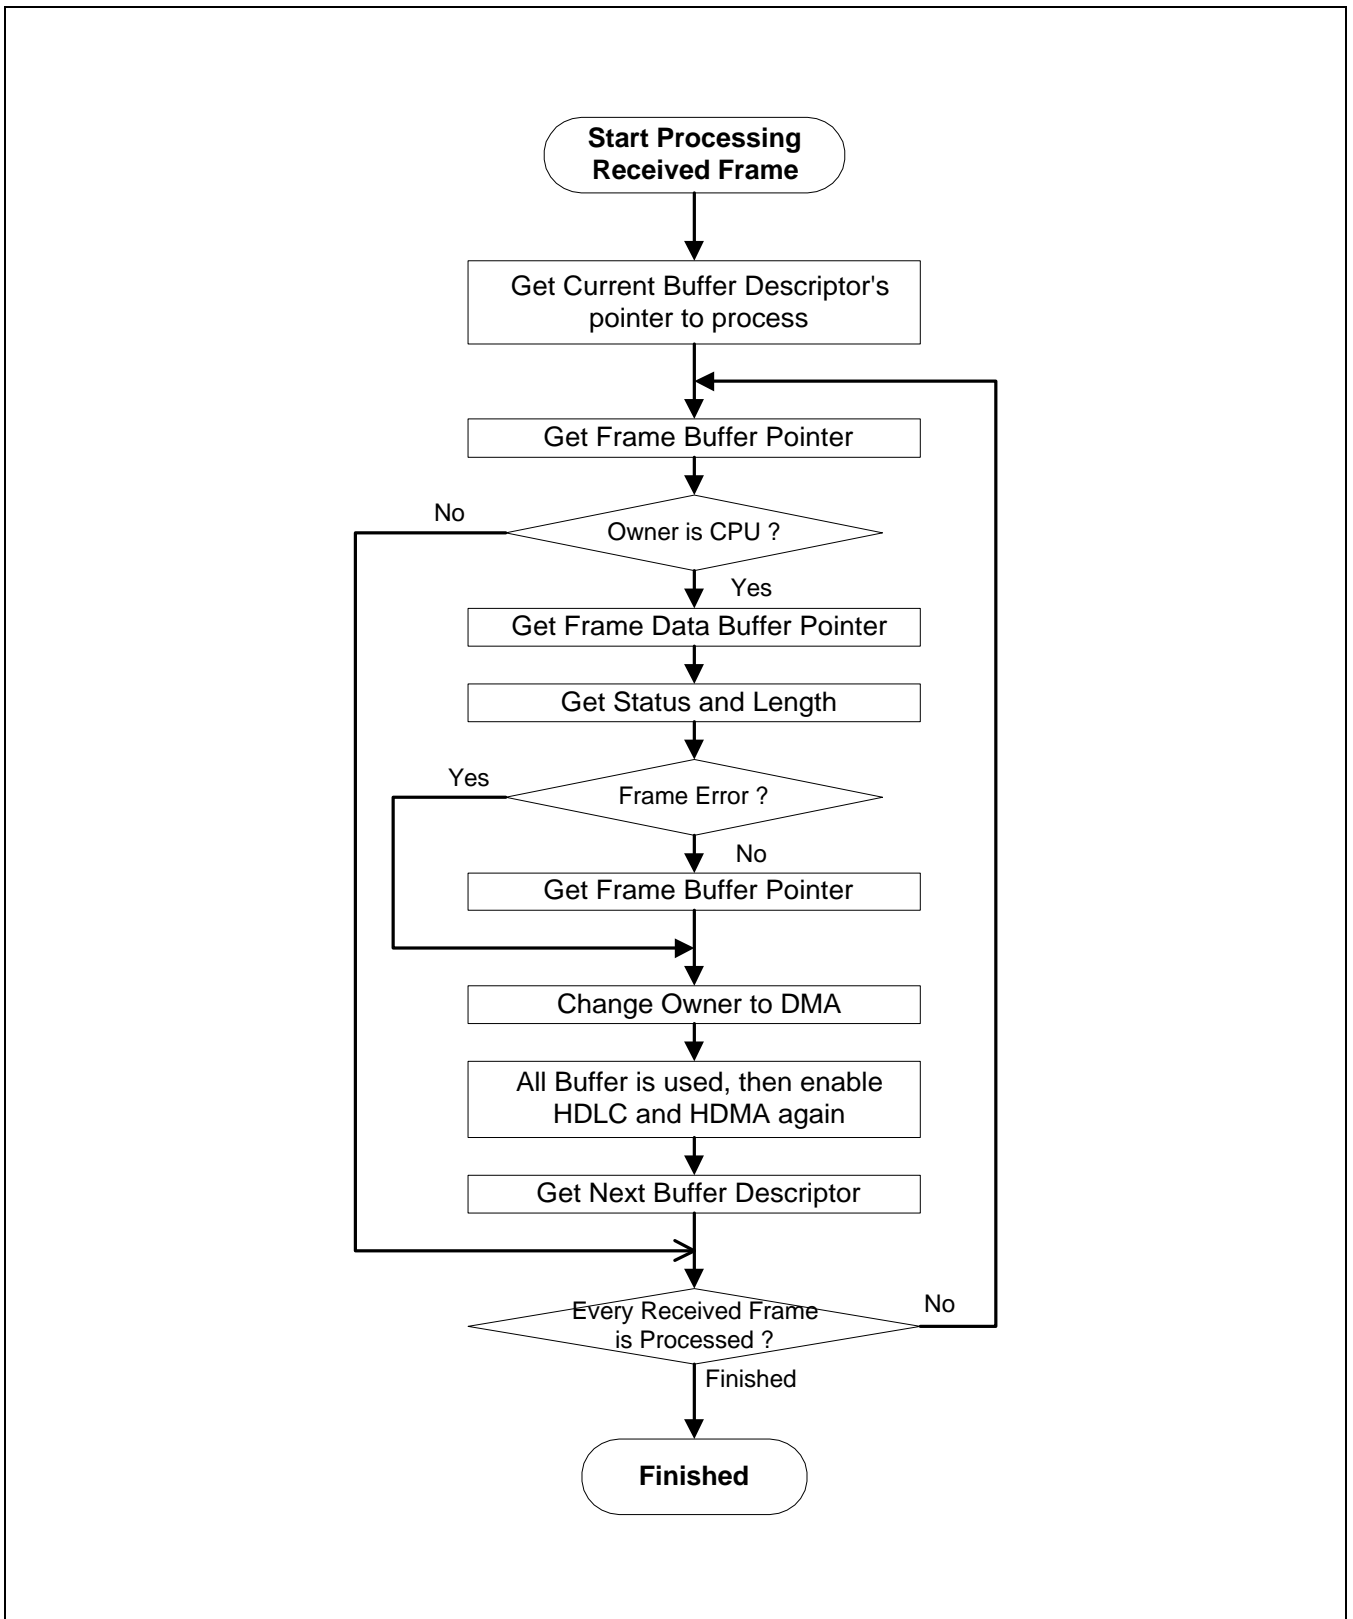 Start Processing
Received Frame
Get Current Buffer Descriptor's
pointer to process
Get Frame Buffer Pointer
No
Owner is CPU ?
Yes
Get Frame Data Buffer Pointer
Get Status and Length
Yes
Frame Error ?
No
Get Frame Buffer Pointer
Change Owner to DMA
All Buffer is used, then enable
HDLC and HDMA again
Get Next Buffer Descriptor
Every Received Frame
is Processed ?
No
Finished
Finished